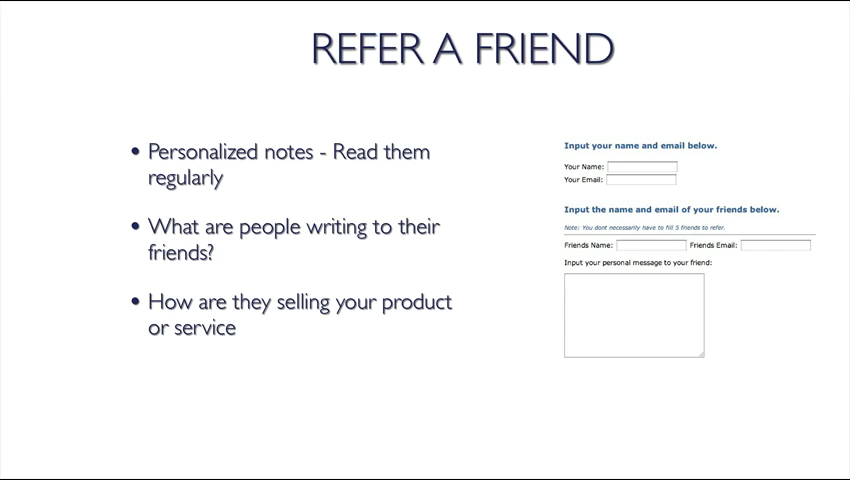 REFER A FRIEND
• Personalized notes - Read them
regularly
• What are people writing to their
friends?
• How are they selling your product
or service
Input your name and email below.
Your Name:
Your Email:
Input the name and email of your friends below.
Note: You dont necessarily have to fill 5 friends to refer.
Friends Name: Friends Email:
Input your personal message to your friend: